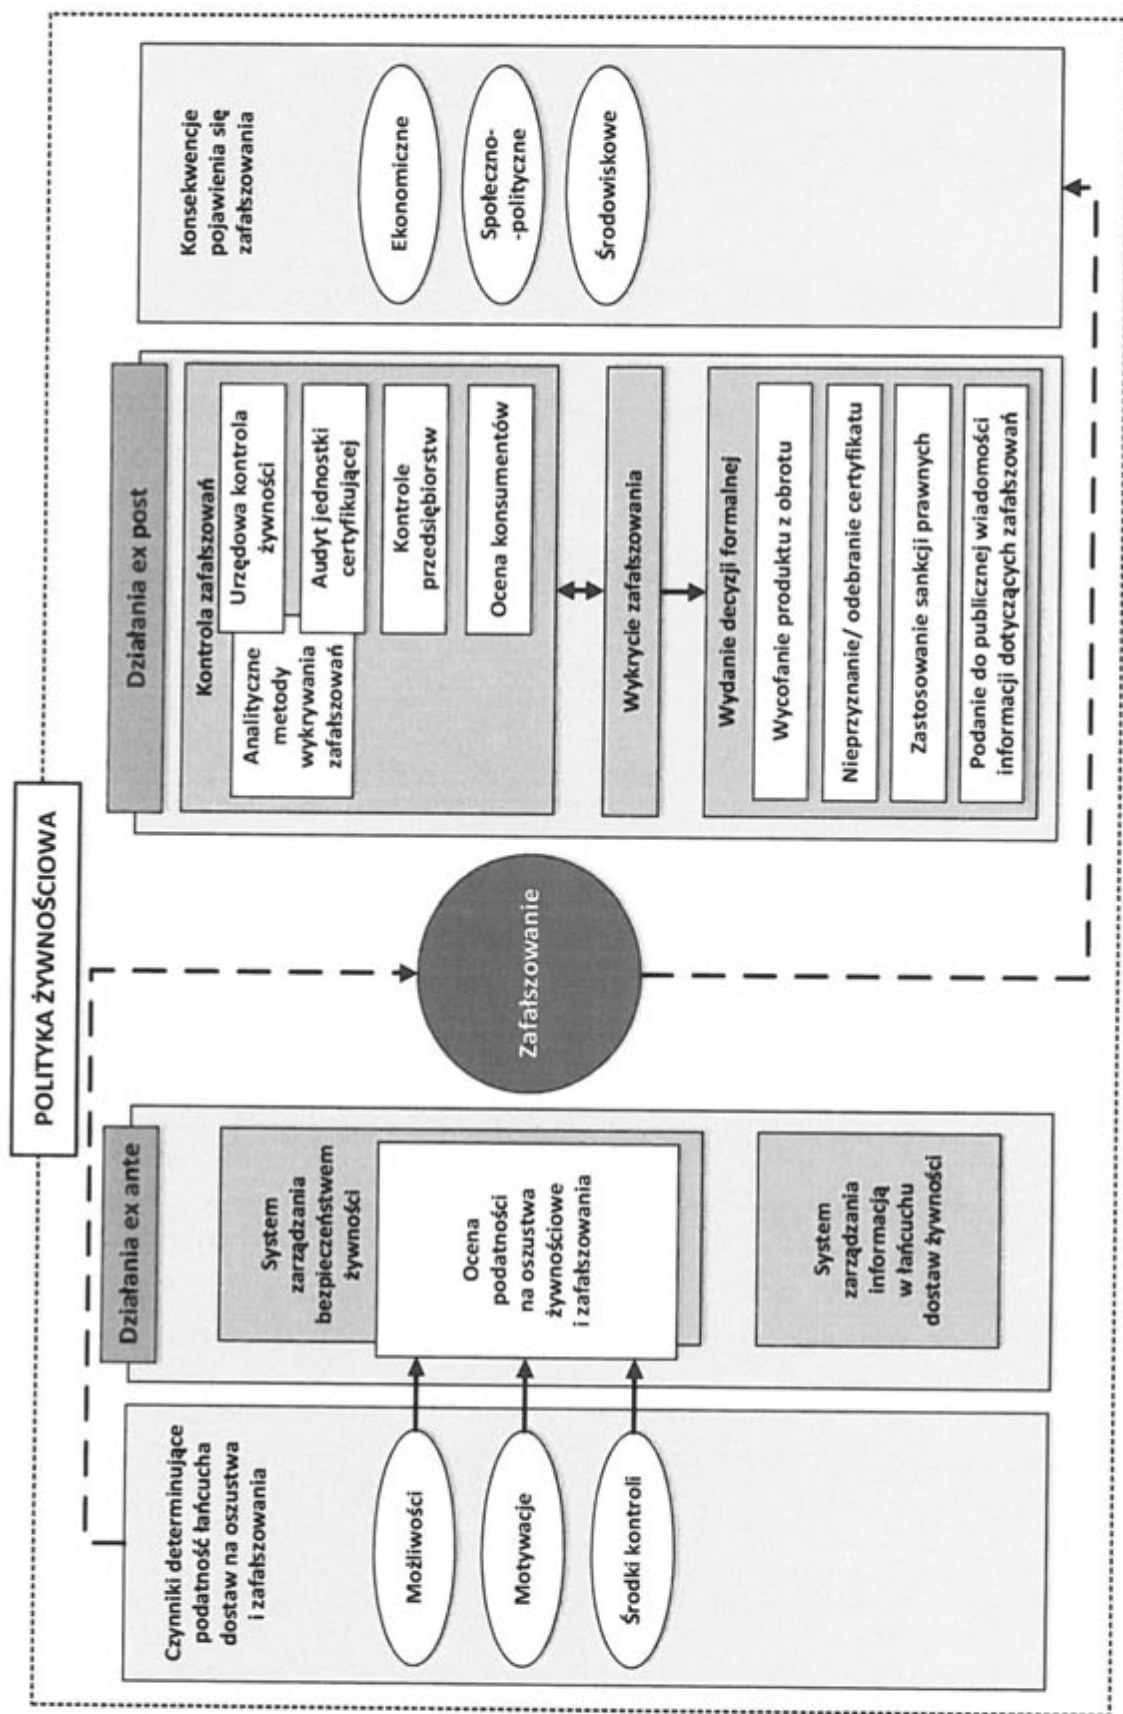 POLITYKA ŻYWNOŚCIOWA
Czynniki determinujące
podatność łańcucha
dostaw na oszustwa
i zafałszowania
Możliwości
Motywacje
Środki kontroli
Działania ex ante
System
zarządzania
bezpieczeństwem
żywności
Ocena
podatności
na oszustwa
żywnościowe
i zafałszowania
System
zarządzania
informacją
w łańcuchu
dostaw żywności
Zafałszowanie
Działania ex post
Kontrola zafałszowań
Analityczne
metody
wykrywania
zafałszowań
Urzędowa kontrola
żywności
Audyt jednostki
certyfikującej
Kontrole
przedsiębiorstw
Ocena konsumentów
Wykrycie zafałszowania
Wydanie decyzji formalnej
Wycofanie produktu z obrotu
Nieprzyznanie/ odebranie certyfikatu
Zastosowanie sankcji prawnych
Podanie do publicznej wiadomości
informacji dotyczących zafałszowań
Konsekwencje
pojawienia się
zafałszowania
Ekonomiczne
Społeczno-
-polityczne
Środowiskowe